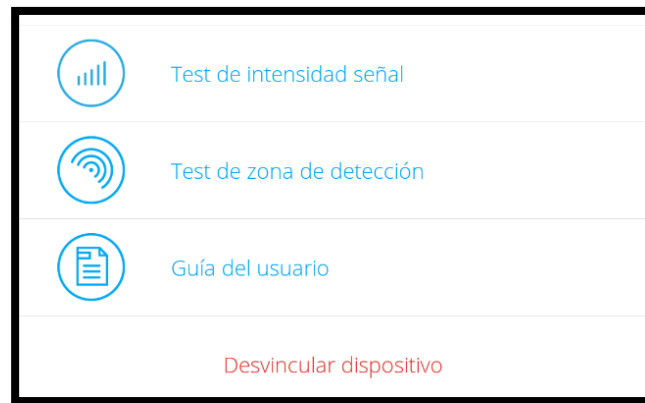 Test de intensidad señal
Test de zona de detección
Guía del usuario
Desvincular dispositivo